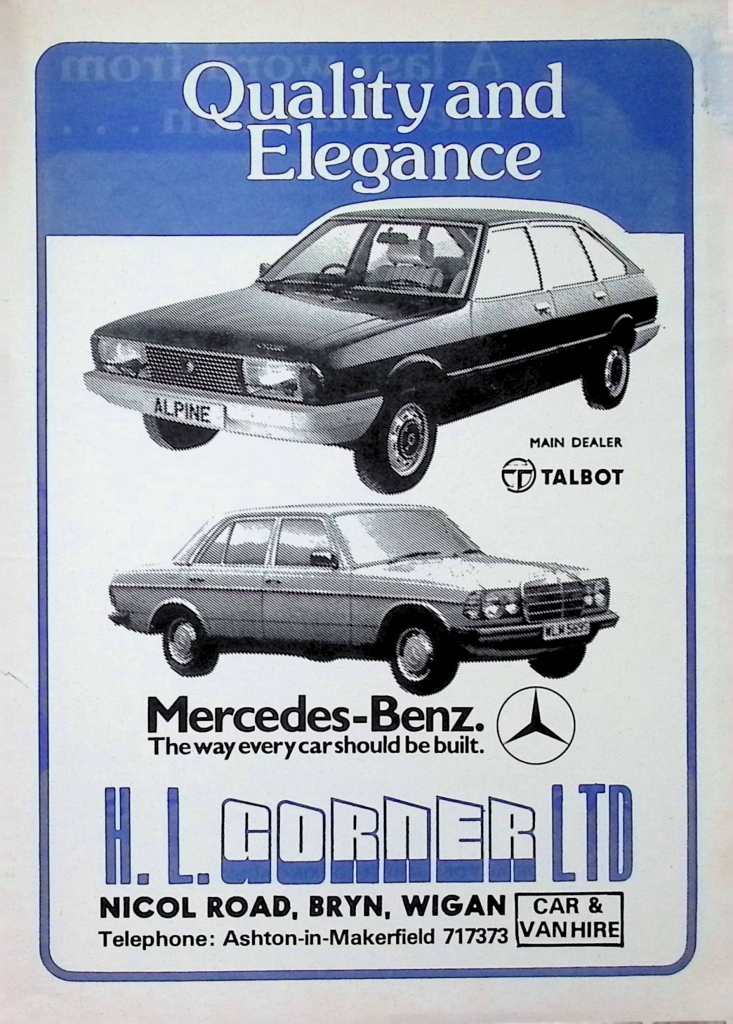 Quality and
Elegance
ALPINE
MAIN DEALER
TALBOT
Mercedes-Benz.
The way every car should be built.
H. L. GORNER LTD
NICOL ROAD, BRYN, WIGAN
Telephone: Ashton-in-Makerfield 717373
CAR &
VAN HIRE